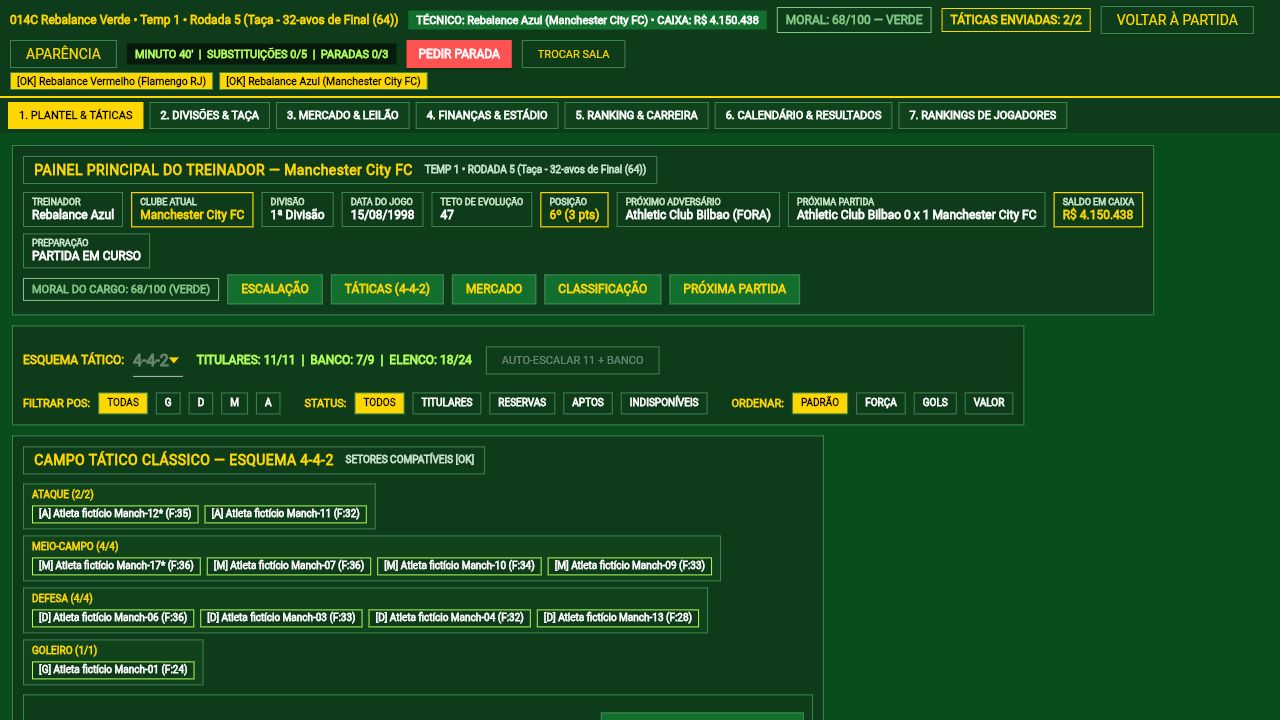 014C Rebalance Verde • Temp 1 • Rodada 5 (Taça - 32-avos de Final (64)) TÉCNICO: Rebalance Azul (Manchester City FC) • CAIXA: R$ 4.150.438 MORAL: 68/100 — VERDE TÁTICAS ENVIADAS: 2/2 VOLTAR À PARTIDA
APARÊNCIA MINUTO 40' | SUBSTITUIÇÕES 0/5 | PARADAS 0/3 PEDIR PARADA TROCAR SALA
[OK] Rebalance Vermelho (Flamengo RJ) [OK] Rebalance Azul (Manchester City FC)
1. PLANTEL & TÁTICAS 2. DIVISÕES & TAÇA 3. MERCADO & LEILÃO 4. FINANÇAS & ESTÁDIO 5. RANKING & CARREIRA 6. CALENDÁRIO & RESULTADOS 7. RANKINGS DE JOGADORES
PAINEL PRINCIPAL DO TREINADOR — Manchester City FC TEMP 1 • RODADA 5 (Taça - 32-avos de Final (64))
TREINADOR CLUBE ATUAL DIVISÃO DATA DO JOGO TETO DE EVOLUÇÃO POSIÇÃO PRÓXIMO ADVERSÁRIO PRÓXIMA PARTIDA SALDO EM CAIXA
Rebalance Azul Manchester City FC 1ª Divisão 15/08/1998 47 6º (3 pts) Athletic Club Bilbao (FORA) Athletic Club Bilbao 0 x 1 Manchester City FC R$ 4.150.438
PREPARAÇÃO
PARTIDA EM CURSO
MORAL DO CARGO: 68/100 (VERDE) ESCALAÇÃO TÁTICAS (4-4-2) MERCADO CLASSIFICAÇÃO PRÓXIMA PARTIDA
ESQUEMA TÁTICO: 4-4-2 TITULARES: 11/11 | BANCO: 7/9 | ELENCO: 18/24 AUTO-ESCALAR 11 + BANCO
FILTRAR POS: TODAS G D M A STATUS: TODOS TITULARES RESERVAS APTOS INDISPONÍVEIS ORDENAR: PADRÃO FORÇA GOLS VALOR
CAMPO TÁTICO CLÁSSICO — ESQUEMA 4-4-2 SETORES COMPATÍVEIS [OK]
ATAQUE (2/2)
[A] Atleta fictício Manch-12* (F:35) [A] Atleta fictício Manch-11 (F:32)
MEIO-CAMPO (4/4)
[M] Atleta fictício Manch-17* (F:36) [M] Atleta fictício Manch-07 (F:36) [M] Atleta fictício Manch-10 (F:34) [M] Atleta fictício Manch-09 (F:33)
DEFESA (4/4)
[D] Atleta fictício Manch-06 (F:36) [D] Atleta fictício Manch-03 (F:33) [D] Atleta fictício Manch-04 (F:32) [D] Atleta fictício Manch-13 (F:28)
GOLEIRO (1/1)
[G] Atleta fictício Manch-01 (F:24)